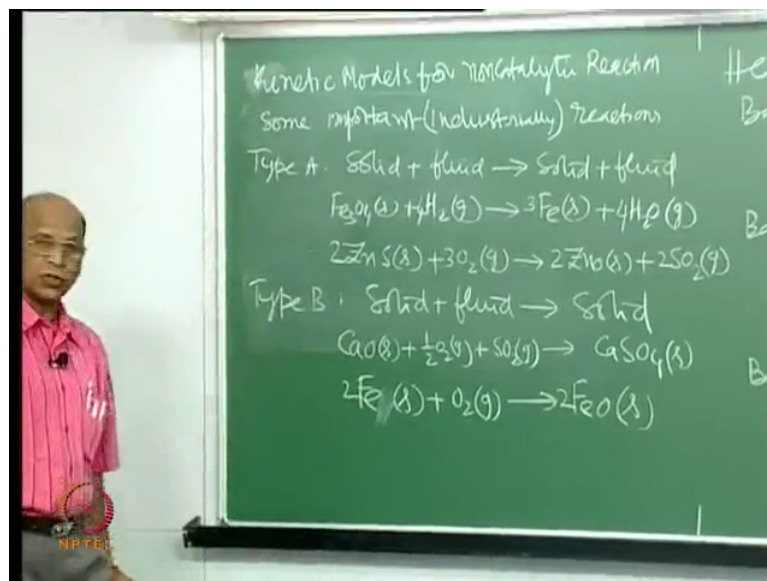 Kinetic Models for noncatalytic Reaction
Some important (industrially) reactions
Type A: Solid + fluid → Solid + fluid
Fe3O4(s) + 4H2(g) → 3Fe(s) + 4H2O(g)
2ZnS(s) + 3O2(g) → 2ZnO(s) + 2SO2(g)
Type B: Solid + fluid → Solid
CaO(s) + 1/2O2(g) + SO2(g) → CaSO4(s)
2Fe(s) + O2(g) → 2FeO(s)
He
Ba
Ba
B
NPTEL